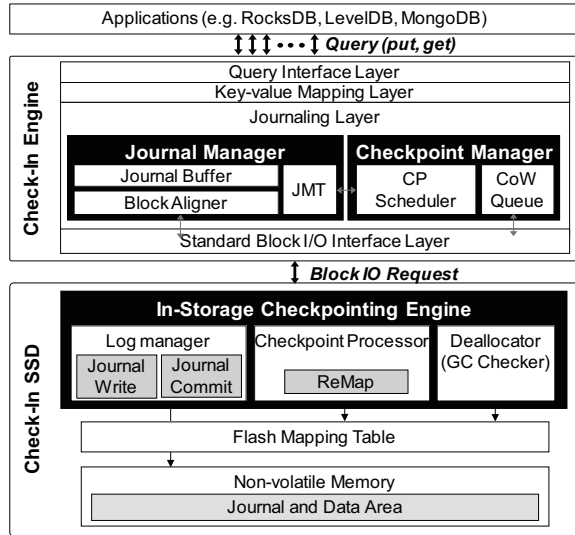 Applications (e.g. RocksDB, LevelDB, MongoDB)
Query (put, get)
Check-In Engine
Query Interface Layer
Key-value Mapping Layer
Journaling Layer
Journal Manager
Journal Buffer
Block Aligner
JMT
Checkpoint Manager
CP
Scheduler
CoW
Queue
Standard Block I/O Interface Layer
Block IO Request
Check-In SSD
In-Storage Checkpointing Engine
Log manager
Journal
Write
Journal
Commit
Checkpoint Processor
ReMap
Deallocator
(GC Checker)
Flash Mapping Table
Non-volatile Memory
Journal and Data Area